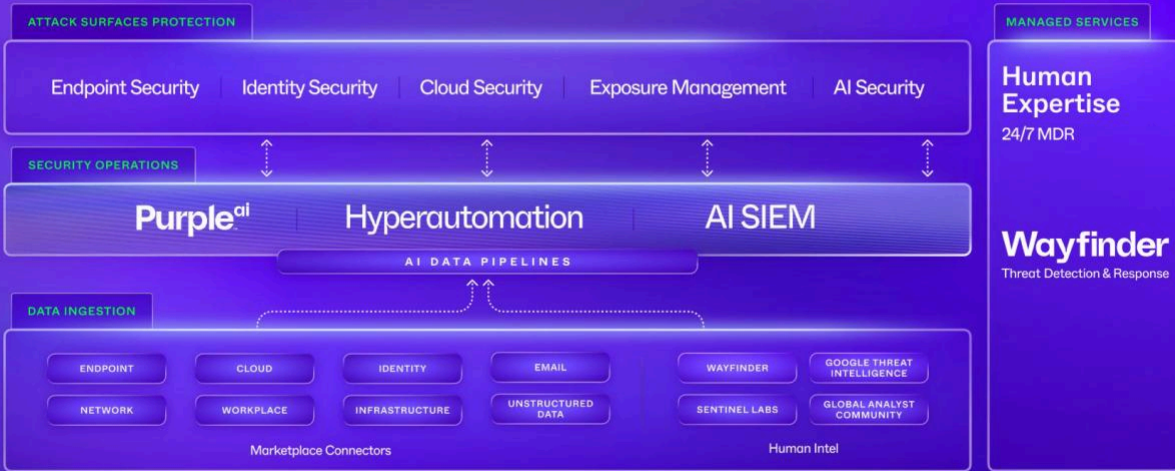 ATTACK SURFACES PROTECTION
Endpoint Security
Identity Security
Cloud Security
Exposure Management
AI Security
SECURITY OPERATIONS
Purple ai
Hyperautomation
AI SIEM
AI DATA PIPELINES
DATA INGESTION
ENDPOINT
CLOUD
IDENTITY
EMAIL
NETWORK
WORKPLACE
INFRASTRUCTURE
UNSTRUCTURED
DATA
Marketplace Connectors
WAYFINDER
GOOGLE THREAT
INTELLIGENCE
SENTINEL LABS
GLOBAL ANALYST
COMMUNITY
Human Intel
MANAGED SERVICES
Human
Expertise
24/7 MDR
Wayfinder
Threat Detection & Response